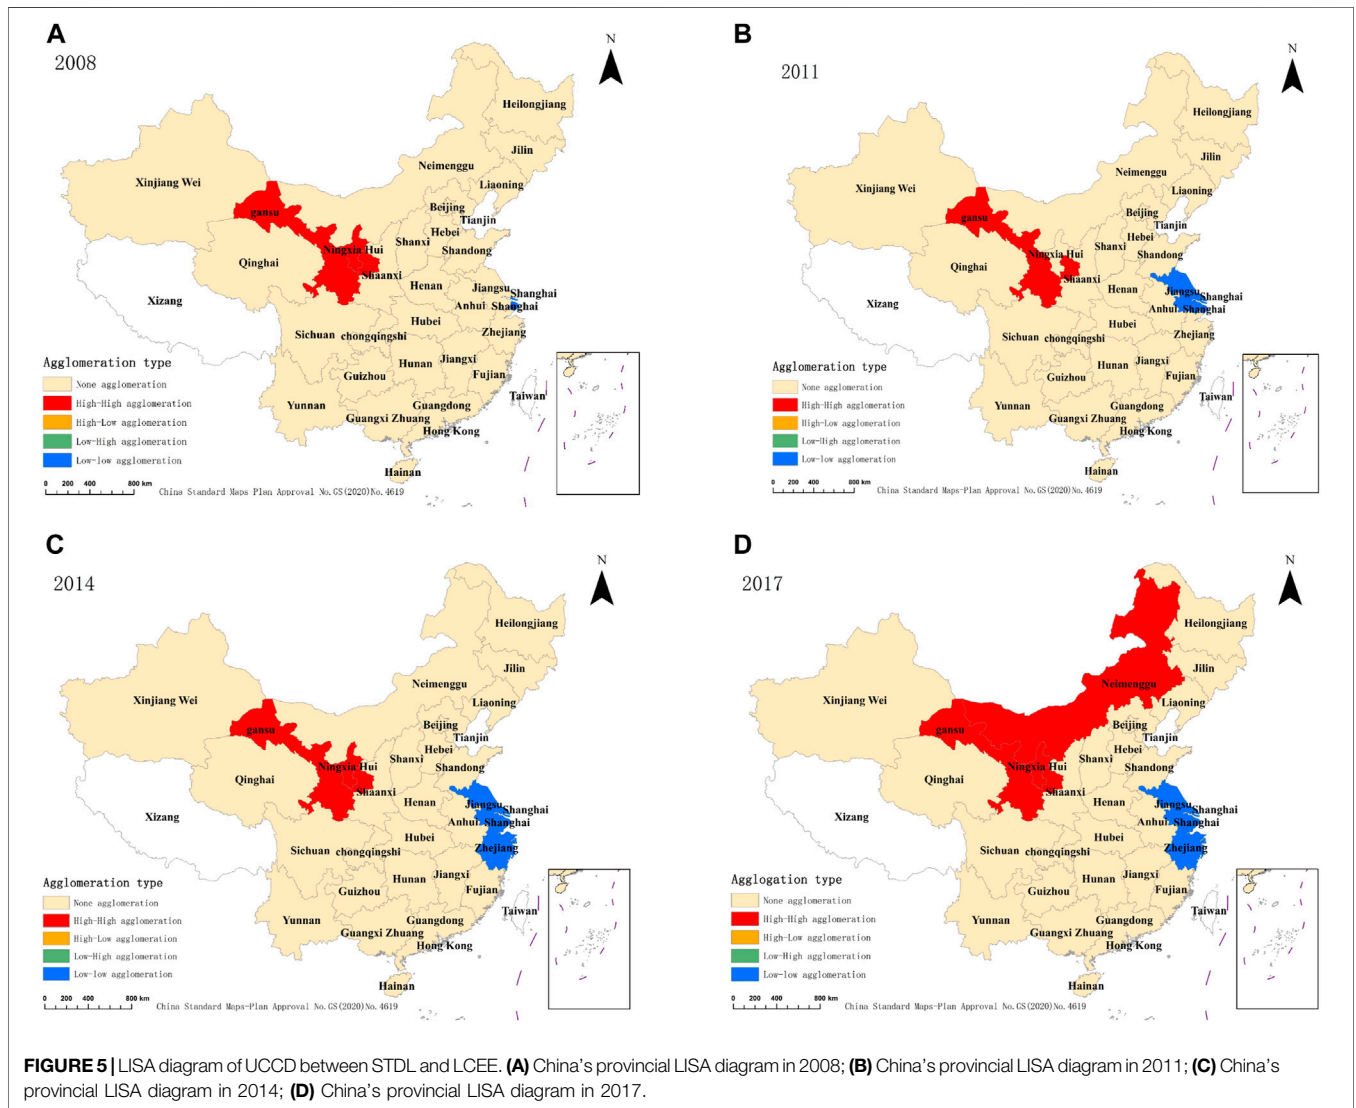 A
2008
N
Heilongjiang
Jilin
Neimenggu
Xinjiang Wei
Liaoning
gansu
Beijing
Tianjin
Hebei
Shanxi
Ningxia Hui
Shandong
Qinghai
Shaanxi
Henan
Jiangsu
Shanghai
Xizang
Anhui
Shanghai
Hubei
Zhejiang
Sichuan
chongqingshi
Hunan
Jiangxi
Guizhou
Fujian
Taiwan
Yunnan
Guangdong
Guangxi Zhuang
Hong Kong
Hainan
Agglomeration type
None agglomeration
High-High agglomeration
High-Low agglomeration
Low-High agglomeration
Low-low agglomeration
0 200 400 800 km
China Standard Maps Plan Approval No.GS(2020)No.4619
B
2011
N
Heilongjiang
Jilin
Neimenggu
Xinjiang Wei
Liaoning
gansu
Beijing
Tianjin
Hebei
Shanxi
Ningxia Hui
Shandong
Qinghai
Shaanxi
Henan
Jiangsu
Shanghai
Xizang
Anhui
Shanghai
Hubei
Zhejiang
Sichuan
chongqingshi
Hunan
Jiangxi
Guizhou
Fujian
Taiwan
Yunnan
Guangdong
Guangxi Zhuang
Hong Kong
Hainan
Agglomeration type
None agglomeration
High-High agglomeration
High-Low agglomeration
Low-High agglomeration
Low-low agglomeration
0 200 400 800 km
China Standard Maps-Plan Approval No.GS(2020)No.4619
C
2014
N
Heilongjiang
Jilin
Neimenggu
Xinjiang Wei
Liaoning
gansu
Beijing
Tianjin
Hebei
Shanxi
Ningxia Hui
Shandong
Qinghai
Shaanxi
Henan
Jiangsu
Shanghai
Xizang
Anhui
Shanghai
Hubei
Zhejiang
Sichuan
chongqingshi
Hunan
Jiangxi
Guizhou
Fujian
Taiwan
Yunnan
Guangdong
Guangxi Zhuang
Hong Kong
Hainan
Agglomeration type
None agglomeration
High-High agglomeration
High-Low agglomeration
Low-High agglomeration
Low-low agglomeration
0 200 400 800 km
China Standard Maps-Plan Approval No.GS(2020)No.4619
D
2017
N
Heilongjiang
Jilin
Neimenggu
Xinjiang Wei
Liaoning
gansu
Beijing
Tianjin
Hebei
Shanxi
Ningxia Hui
Shandong
Qinghai
Shaanxi
Henan
Jiangsu
Shanghai
Xizang
Anhui
Shanghai
Hubei
Zhejiang
Sichuan
chongqingshi
Hunan
Jiangxi
Guizhou
Fujian
Taiwan
Yunnan
Guangdong
Guangxi Zhuang
Hong Kong
Hainan
Agglogation type
None agglomeration
High-High agglomeration
High-Low agglomeration
Low-High agglomeration
Low-low agglomeration
0 200 400 800 km
China Standard Maps-Plan Approval No.GS(2020)No.4619
FIGURE 5 | LISA diagram of UCCD between STDL and LCEE. (A) China's provincial LISA diagram in 2008; (B) China's provincial LISA diagram in 2011; (C) China's
provincial LISA diagram in 2014; (D) China's provincial LISA diagram in 2017.